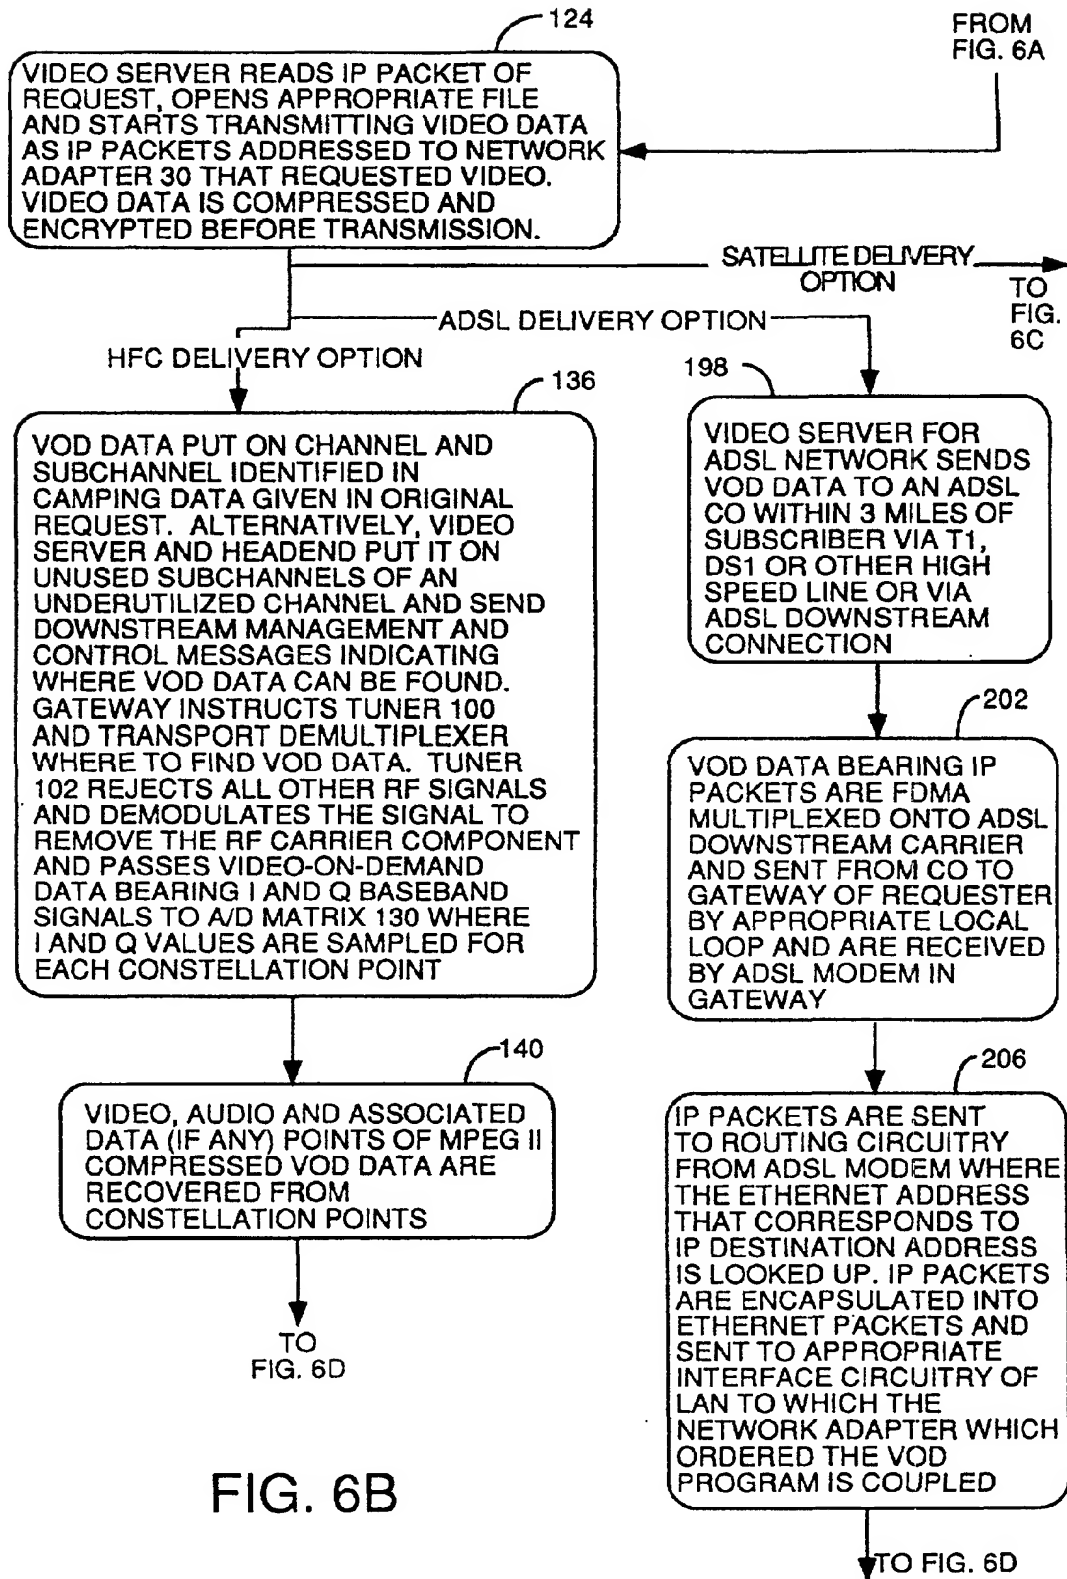 124
FROM
FIG. 6A
VIDEO SERVER READS IP PACKET OF
REQUEST, OPENS APPROPRIATE FILE
AND STARTS TRANSMITTING VIDEO DATA
AS IP PACKETS ADDRESSED TO NETWORK
ADAPTER 30 THAT REQUESTED VIDEO.
VIDEO DATA IS COMPRESSED AND
ENCRYPTED BEFORE TRANSMISSION.
SATELLITE DELIVERY
OPTION
TO
FIG.
6C
ADSL DELIVERY OPTION
HFC DELIVERY OPTION
136
VOD DATA PUT ON CHANNEL AND
SUBCHANNEL IDENTIFIED IN
CAMPING DATA GIVEN IN ORIGINAL
REQUEST. ALTERNATIVELY, VIDEO
SERVER AND HEADEND PUT IT ON
UNUSED SUBCHANNELS OF AN
UNDERUTILIZED CHANNEL AND SEND
DOWNSTREAM MANAGEMENT AND
CONTROL MESSAGES INDICATING
WHERE VOD DATA CAN BE FOUND.
GATEWAY INSTRUCTS TUNER 100
AND TRANSPORT DEMULTIPLEXER
WHERE TO FIND VOD DATA. TUNER
102 REJECTS ALL OTHER RF SIGNALS
AND DEMODULATES THE SIGNAL TO
REMOVE THE RF CARRIER COMPONENT
AND PASSES VIDEO-ON-DEMAND
DATA BEARING I AND Q BASEBAND
SIGNALS TO A/D MATRIX 130 WHERE
I AND Q VALUES ARE SAMPLED FOR
EACH CONSTELLATION POINT
140
VIDEO, AUDIO AND ASSOCIATED
DATA (IF ANY) POINTS OF MPEG II
COMPRESSED VOD DATA ARE
RECOVERED FROM
CONSTELLATION POINTS
TO
FIG. 6D
198
VIDEO SERVER FOR
ADSL NETWORK SENDS
VOD DATA TO AN ADSL
CO WITHIN 3 MILES OF
SUBSCRIBER VIA T1,
DS1 OR OTHER HIGH
SPEED LINE OR VIA
ADSL DOWNSTREAM
CONNECTION
202
VOD DATA BEARING IP
PACKETS ARE FDMA
MULTIPLEXED ONTO ADSL
DOWNSTREAM CARRIER
AND SENT FROM CO TO
GATEWAY OF REQUESTER
BY APPROPRIATE LOCAL
LOOP AND ARE RECEIVED
BY ADSL MODEM IN
GATEWAY
206
IP PACKETS ARE SENT
TO ROUTING CIRCUITRY
FROM ADSL MODEM WHERE
THE ETHERNET ADDRESS
THAT CORRESPONDS TO
IP DESTINATION ADDRESS
IS LOOKED UP. IP PACKETS
ARE ENCAPSULATED INTO
ETHERNET PACKETS AND
SENT TO APPROPRIATE
INTERFACE CIRCUITRY OF
LAN TO WHICH THE
NETWORK ADAPTER WHICH
ORDERED THE VOD
PROGRAM IS COUPLED
TO FIG. 6D
FIG. 6B